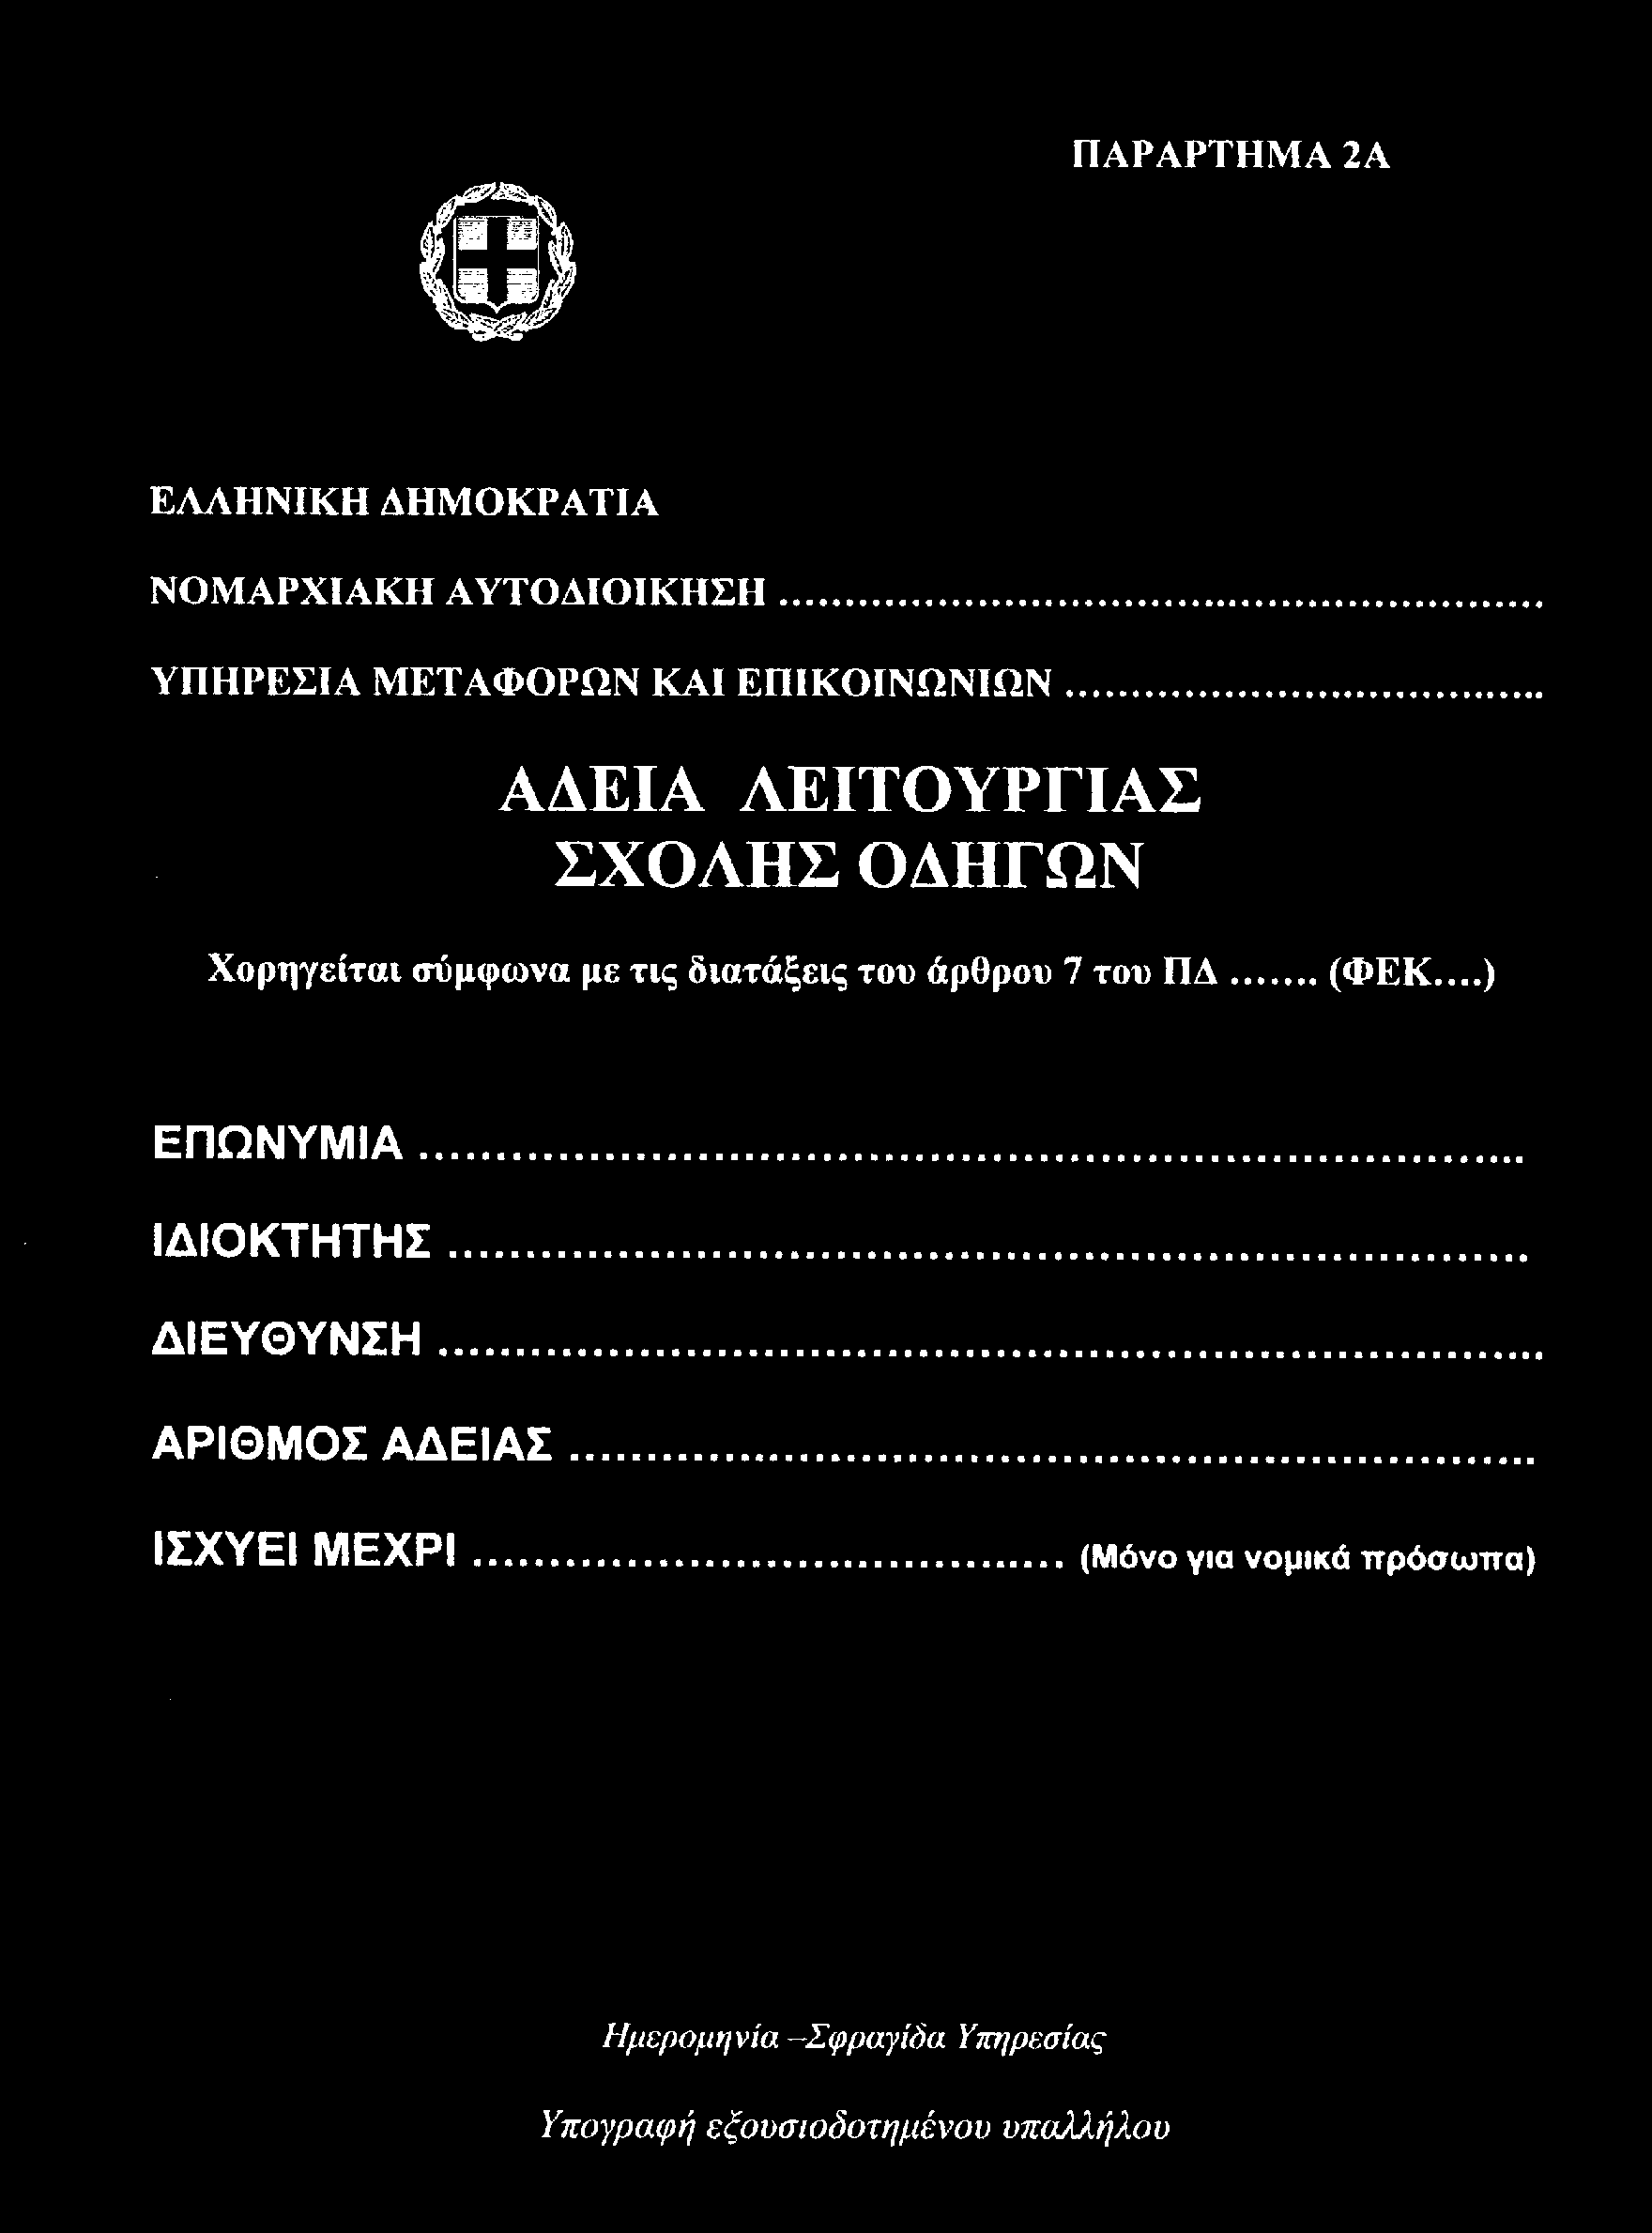 ΠΑΡΑΡΤΗΜΑ 2Α
ΕΛΛΗΝΙΚΗ ΔΗΜΟΚΡΑΤΙΑ
ΝΟΜΑΡΧΙΑΚΗ ΑΥΤΟΔΙΟΙΚΗΣΗ ..........................................................
ΥΠΗΡΕΣΙΑ ΜΕΤΑΦΟΡΩΝ ΚΑΙ ΕΠΙΚΟΙΝΩΝΙΩΝ ....................................
ΑΔΕΙΑ ΛΕΙΤΟΥΡΓΙΑΣ
ΣΧΟΛΗΣ ΟΔΗΓΩΝ
Χορηγείται σύμφωνα με τις διατάξεις του άρθρου 7 του ΠΔ ....... (ΦΕΚ....)
ΕΠΩΝΥΜΙΑ ........................................................................
ΙΔΙΟΚΤΗΤΗΣ ......................................................................
ΔΙΕΥΘΥΝΣΗ .......................................................................
ΑΡΙΘΜΟΣ ΑΔΕΙΑΣ ..............................................................
ΙΣΧΥΕΙ ΜΕΧΡΙ ...................................... (Μόνο για νομικά πρόσωπα)
Ημερομηνία –Σφραγίδα Υπηρεσίας
Υπογραφή εξουσιοδοτημένου υπαλλήλου